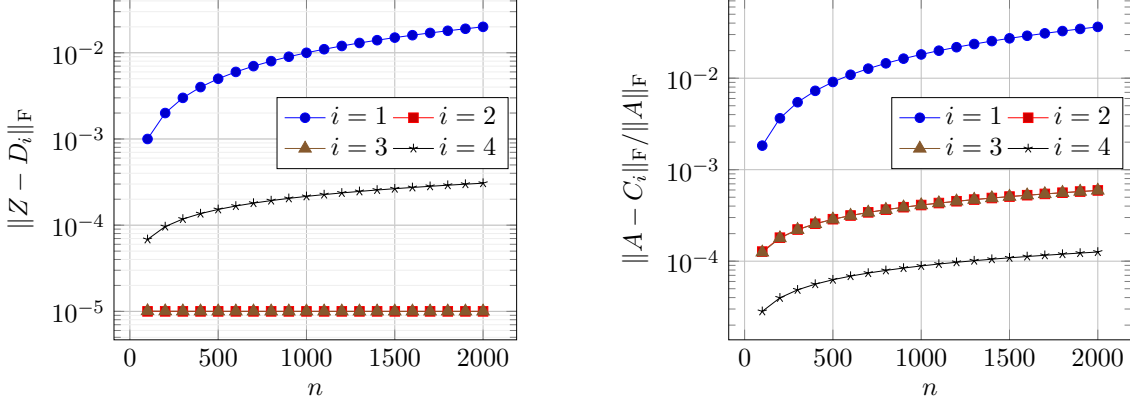 10^{-2}
10^{-3}
10^{-4}
10^{-5}
‖Z − D_i‖_F
i = 1 i = 2
i = 3 i = 4
0 500 1000 1500 2000
n
10^{-2}
10^{-3}
10^{-4}
‖A − C_i‖_F/‖A‖_F
i = 1 i = 2
i = 3 i = 4
0 500 1000 1500 2000
n